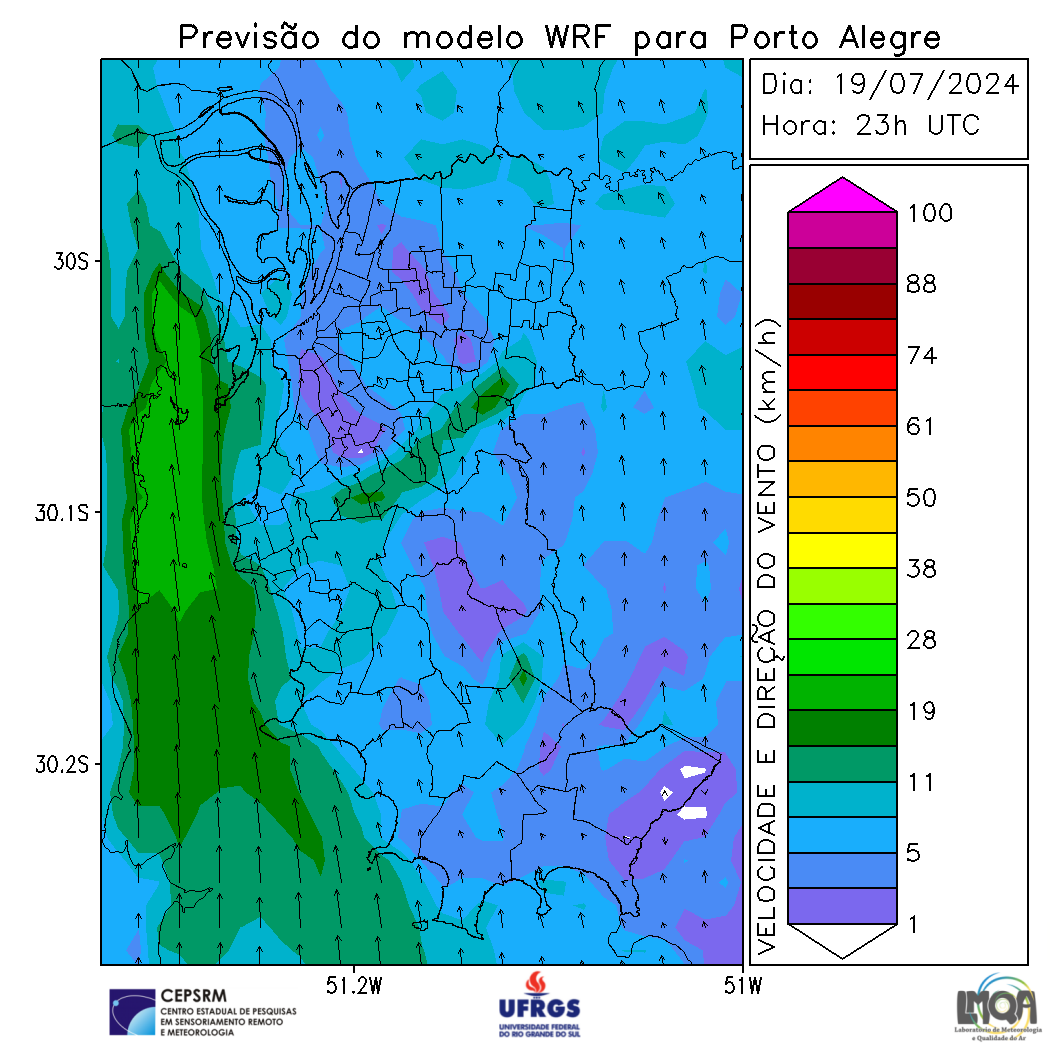 Previsão do modelo WRF para Porto Alegre
Dia: 19/07/2024
Hora: 23h UTC
30S
30.1S
30.2S
51.2W
51W
VELOCIDADE E DIREÇÃO DO VENTO (km/h)
100
88
74
61
50
38
28
19
11
5
1
CEPSRM
CENTRO ESTADUAL DE PESQUISAS
EM SENSORIAMENTO REMOTO
E METEOROLOGIA
UFRGS
UNIVERSIDADE FEDERAL
DO RIO GRANDE DO SUL
LMQA
Laboratório de Meteorologia
e Qualidade do Ar